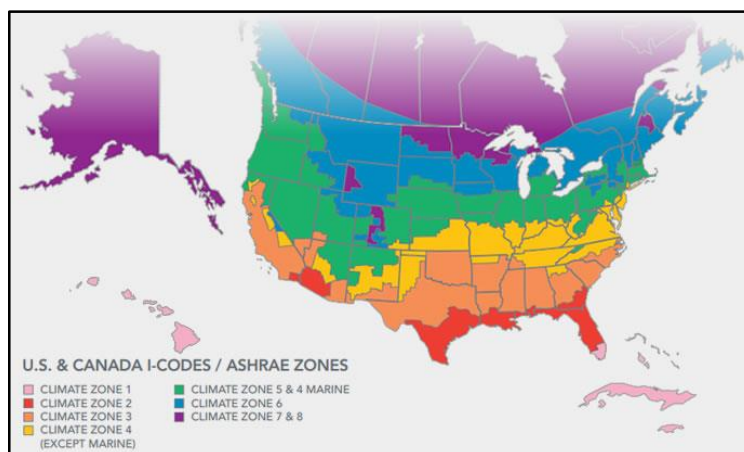 U.S. & CANADA I-CODES / ASHRAE ZONES
CLIMATE ZONE 1
CLIMATE ZONE 2
CLIMATE ZONE 3
CLIMATE ZONE 4
(EXCEPT MARINE)
CLIMATE ZONE 5 & 4 MARINE
CLIMATE ZONE 6
CLIMATE ZONE 7 & 8